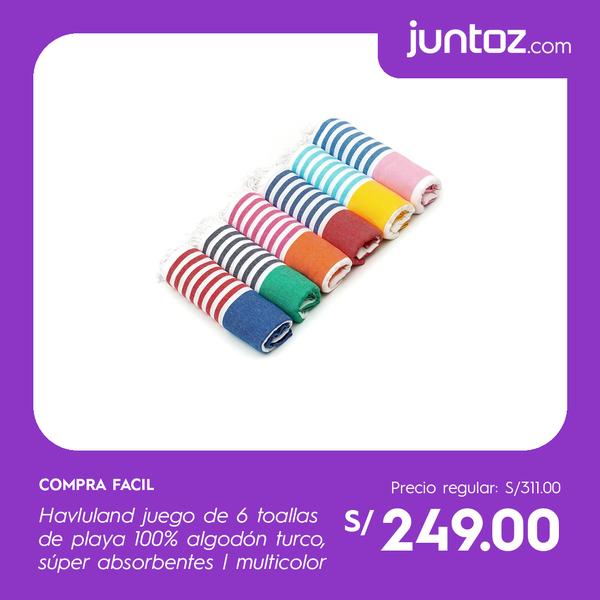 juntoz.com
COMPRA FACIL
Havluland juego de 6 toallas
de playa 100% algodón turco,
súper absorbentes | multicolor
Precio regular: S/311.00
S/ 249.00